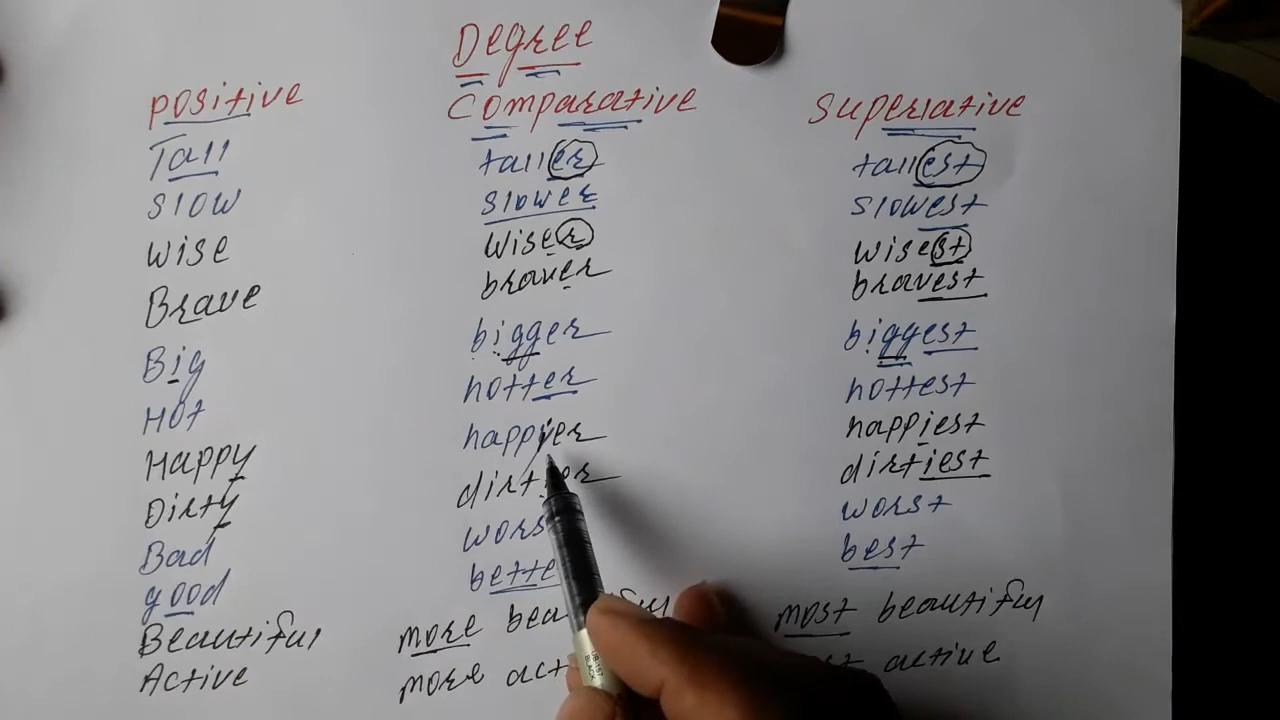 Degree
positive Comparative Superlative
Tall taller tallest
slow slower slowest
wise wiser wisest
Brave braver bravest
Big bigger biggest
Hot hotter hottest
Happy happier happiest
Dirty dirtier dirtiest
Bad worst
good best
Beautiful more most beautiful
Active more active